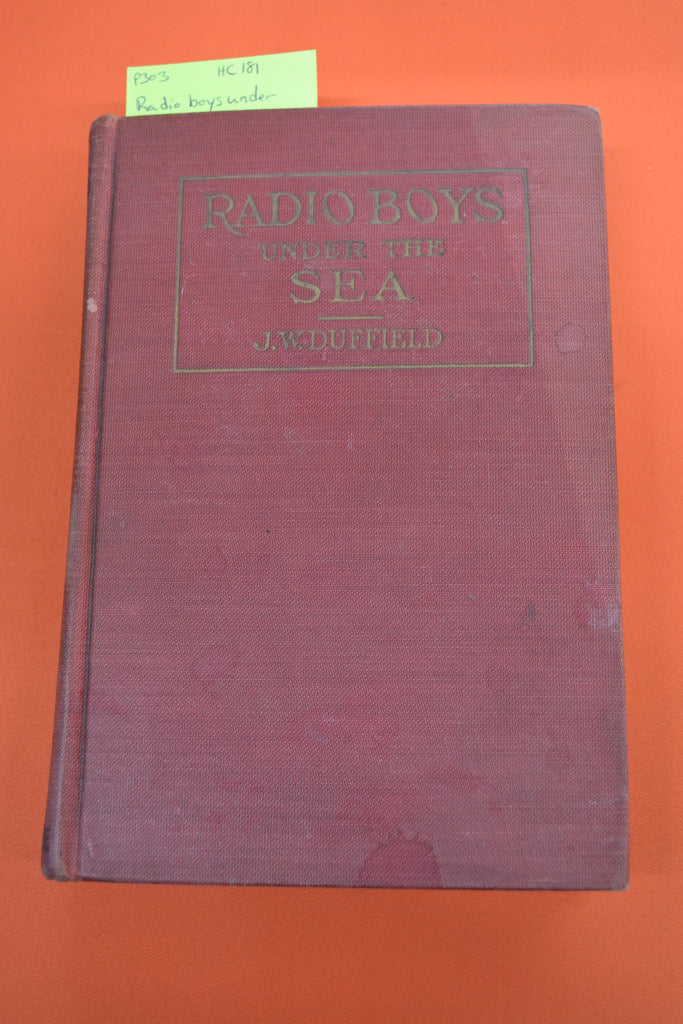 P303 HC 181
Radio boys under
RADIO BOYS
UNDER THE
SEA
J.W. DUFFIELD